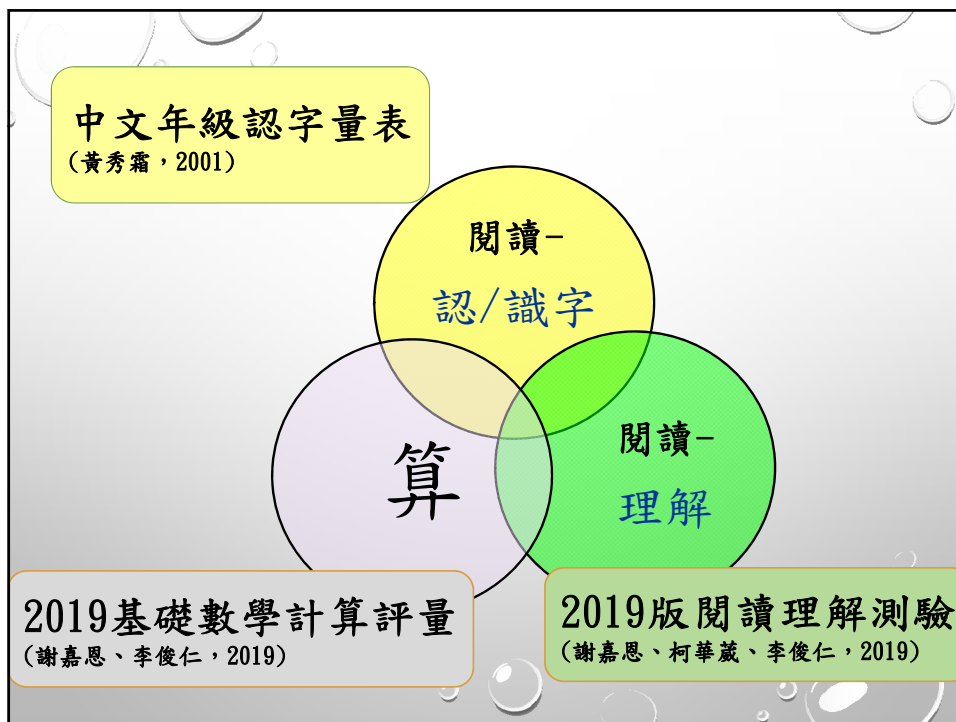 中文年級認字量表
(黃秀霜，2001)
閱讀-
認/識字
算
閱讀-
理解
2019基礎數學計算評量
(謝嘉恩、李俊仁，2019)
2019版閱讀理解測驗
(謝嘉恩、柯華葳、李俊仁，2019)